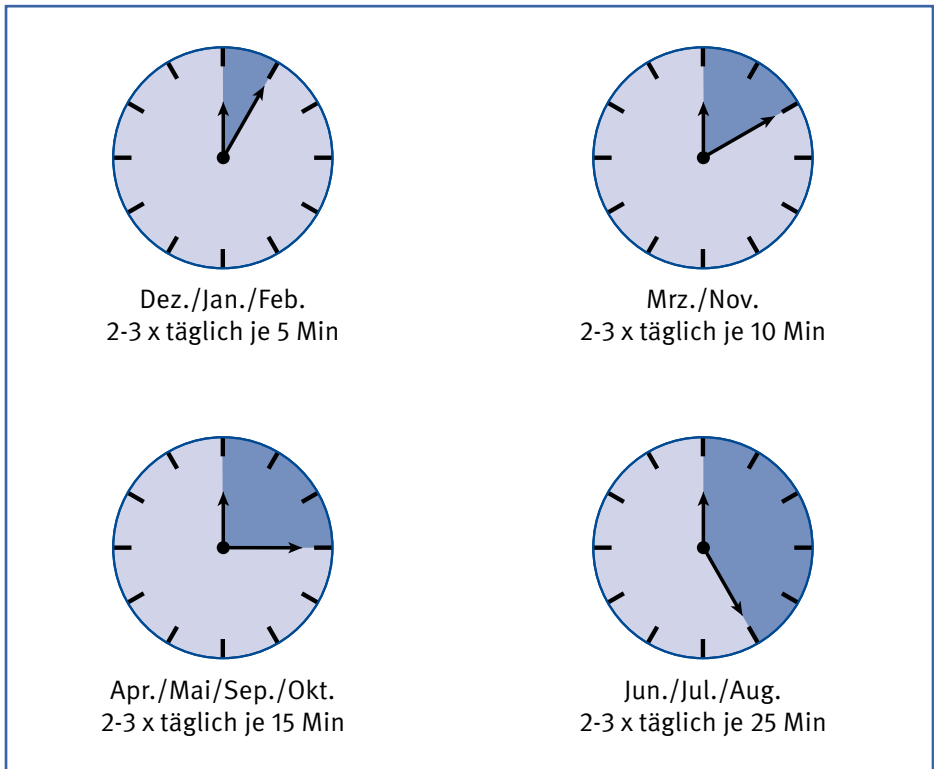 Dez./Jan./Feb.
2-3 x täglich je 5 Min
Mrz./Nov.
2-3 x täglich je 10 Min
Apr./Mai/Sep./Okt.
2-3 x täglich je 15 Min
Jun./Jul./Aug.
2-3 x täglich je 25 Min